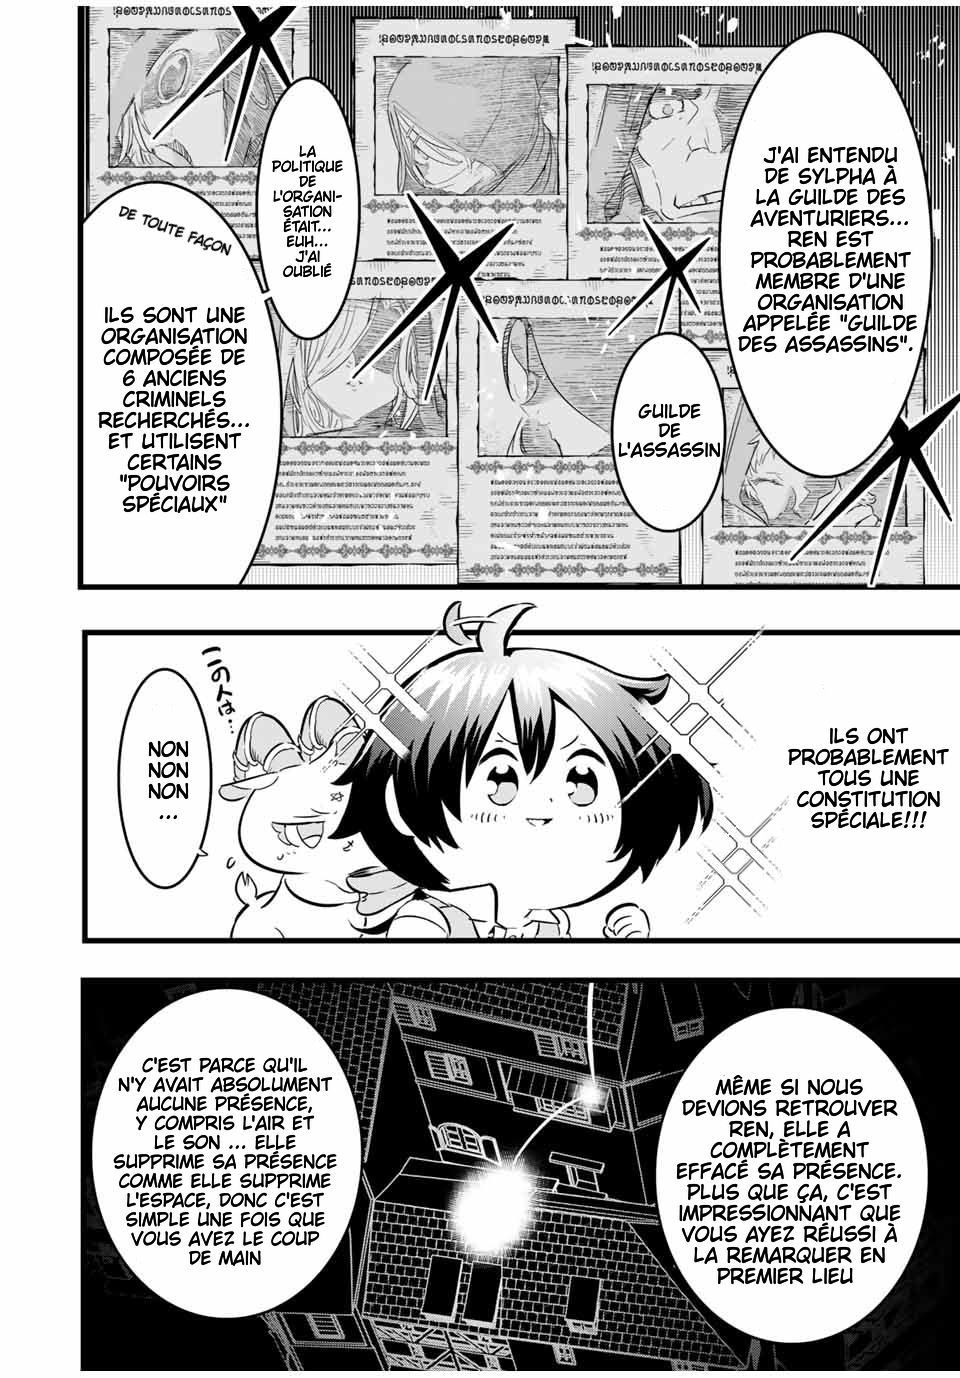 J'AI ENTENDU
DE SYLPHA À
LA GUILDE DES
AVENTURIERS...
REN EST
PROBABLEMENT
MEMBRE D'UNE
ORGANISATION
APPELÉE "GUILDE
DES ASSASSINS".
GUILDE
DE
L'ASSASSIN
LA
POLITIQUE
DE
L'ORGANI-
SATION
ÉTAIT...
EUH...
J'AI
OUBLIÉ
DE TOUTE FAÇON
ILS SONT UNE
ORGANISATION
COMPOSÉE DE
6 ANCIENS
CRIMINELS
RECHERCHÉS...
ET UTILISENT
CERTAINS
"POUVOIRS
SPÉCIAUX"
ILS ONT
PROBABLEMENT
TOUS UNE
CONSTITUTION
SPÉCIALE!!!
この人は…
NON
NON
NON
...
MÊME SI NOUS
DEVIONS RETROUVER
REN, ELLE A
COMPLÈTEMENT
EFFACÉ SA PRÉSENCE.
PLUS QUE ÇA, C'EST
IMPRESSIONNANT QUE
VOUS AYEZ RÉUSSI À
LA REMARQUER EN
PREMIER LIEU
C'EST PARCE QU'IL
N'Y AVAIT ABSOLUMENT
AUCUNE PRÉSENCE,
Y COMPRIS L'AIR ET
LE SON ... ELLE
SUPPRIME SA PRÉSENCE
COMME ELLE SUPPRIME
L'ESPACE, DONC C'EST
SIMPLE UNE FOIS QUE
VOUS AVEZ LE COUP
DE MAIN